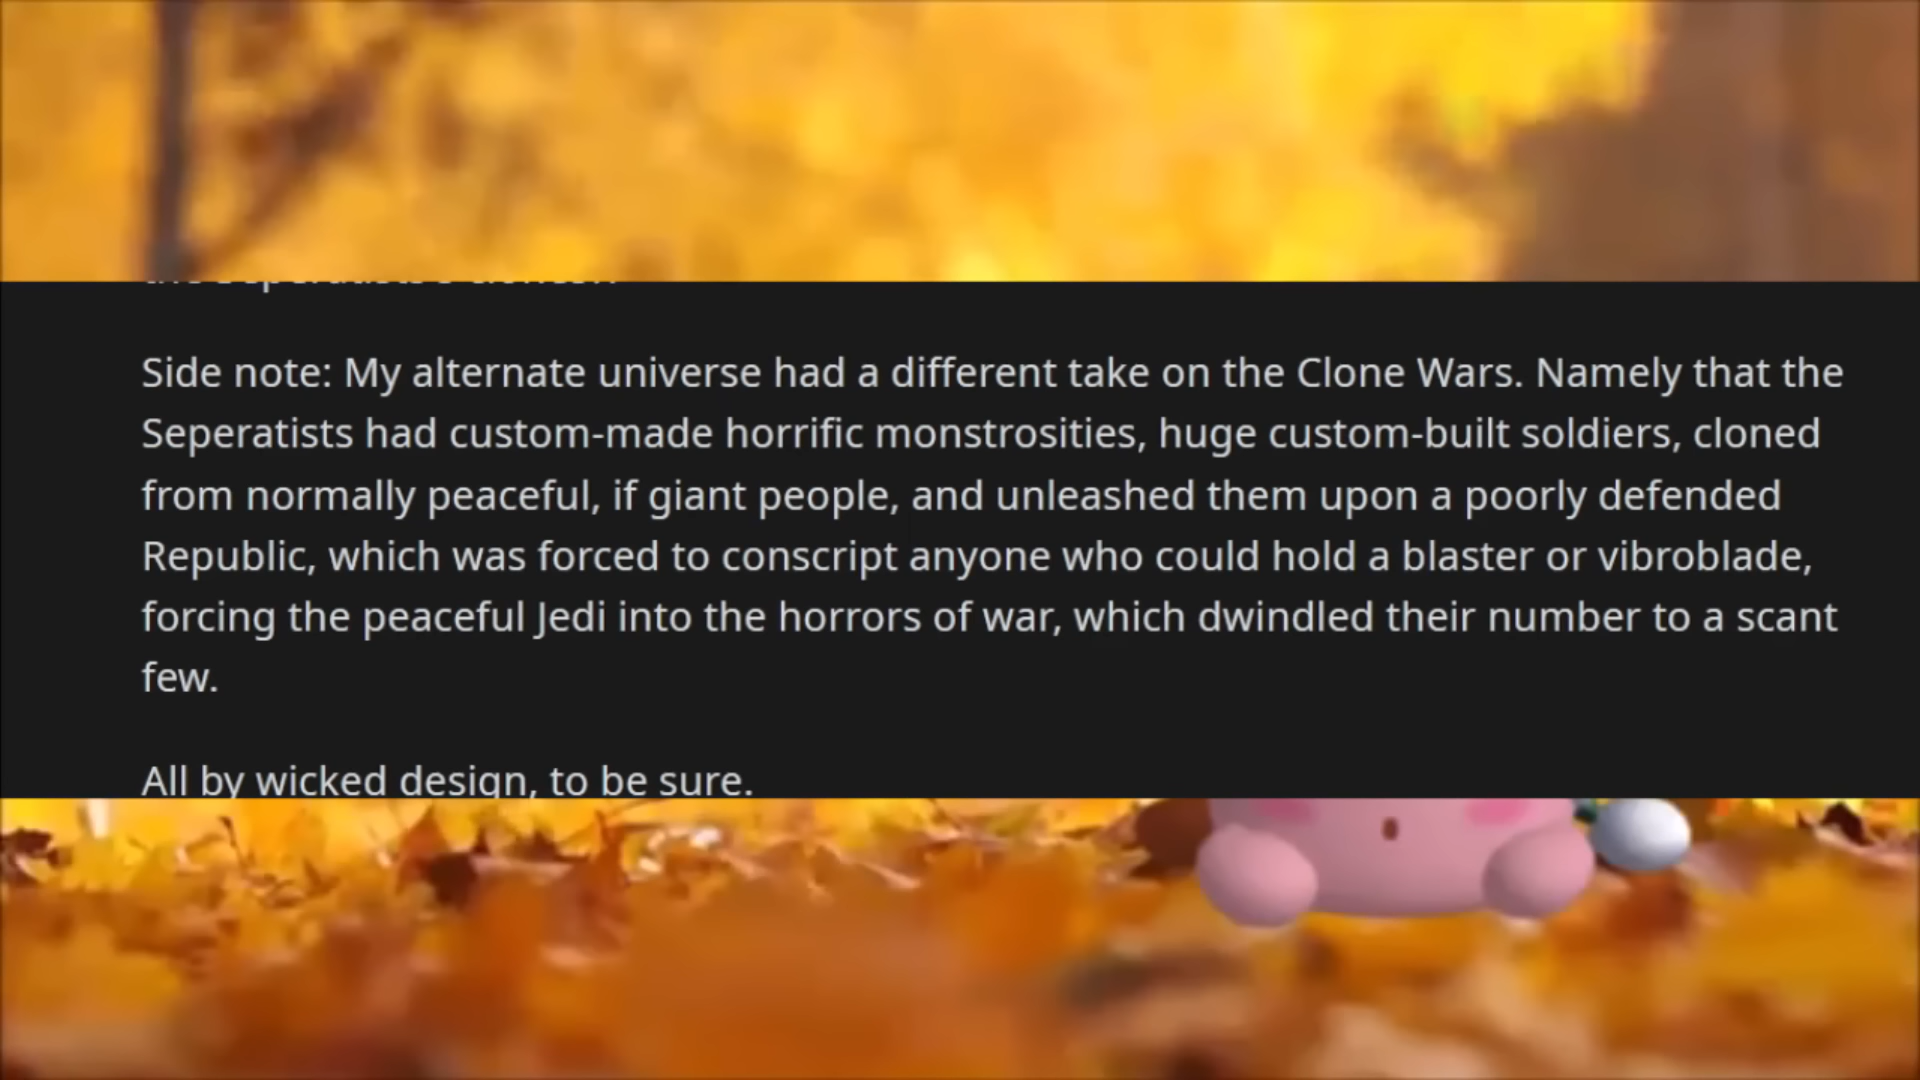 Side note: My alternate universe had a different take on the Clone Wars. Namely that the
Seperatists had custom-made horrific monstrosities, huge custom-built soldiers, cloned
from normally peaceful, if giant people, and unleashed them upon a poorly defended
Republic, which was forced to conscript anyone who could hold a blaster or vibroblade,
forcing the peaceful Jedi into the horrors of war, which dwindled their number to a scant
few.
All by wicked design, to be sure.